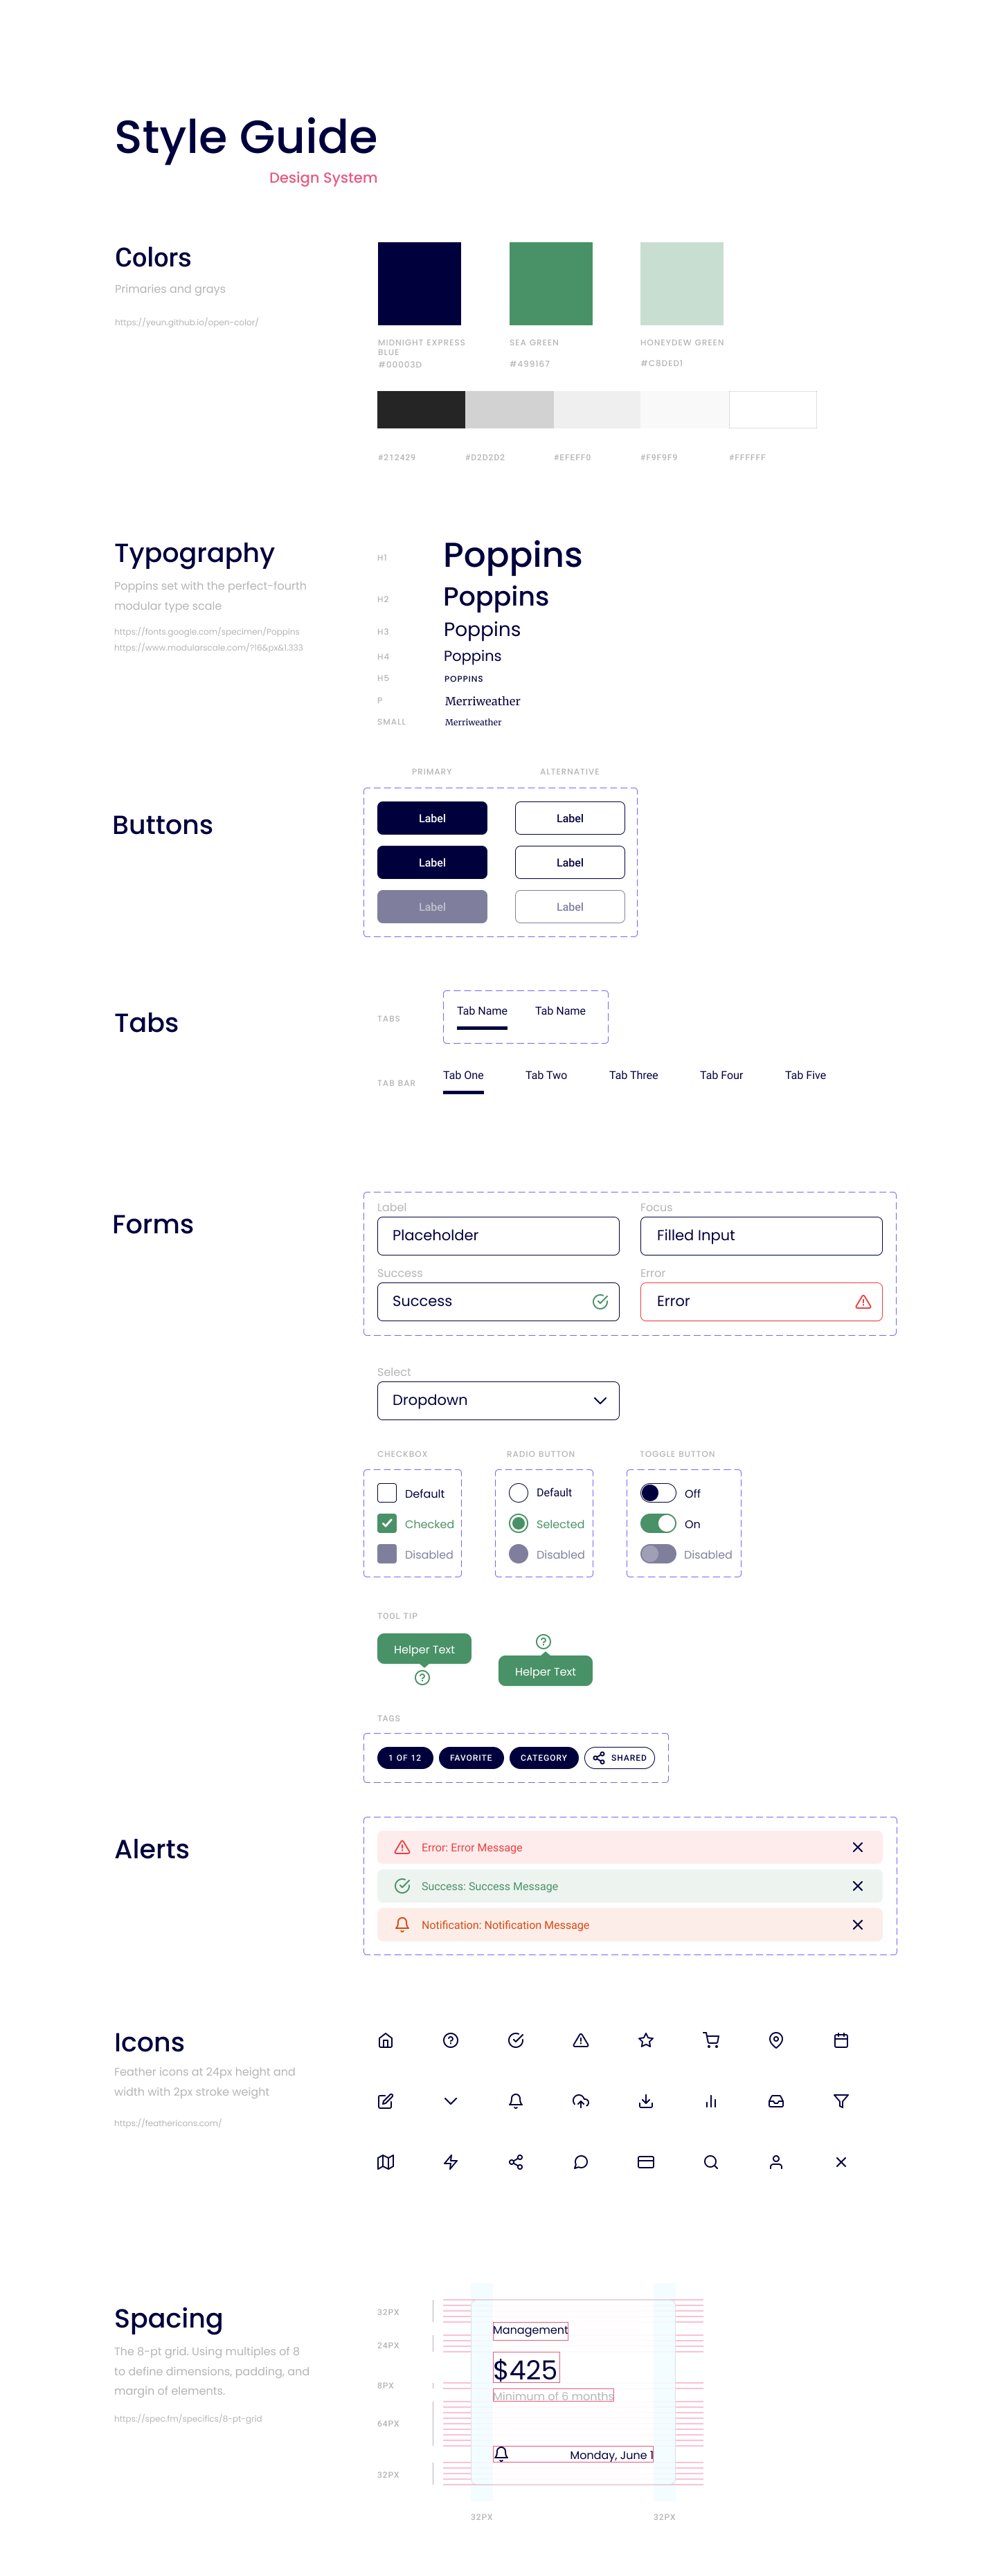 Style Guide
Design System
Colors
Primaries and grays
https://yeun.github.io/open-color/
MIDNIGHT EXPRESS
BLUE
#00003D
SEA GREEN
#499167
HONEYDEW GREEN
#CBDED1
#212429
#D2D2D2
#EFEFF0
#F9F9F9
#FFFFFF
Typography
Poppins set with the perfect-fourth
modular type scale
https://fonts.google.com/specimen/Poppins
https://www.modularscale.com/?16&px&1.333
H1
Poppins
H2
Poppins
H3
Poppins
H4
Poppins
H5
POPPINS
P
Merriweather
SMALL
Merriweather
Buttons
PRIMARY
ALTERNATIVE
Label
Label
Label
Label
Label
Label
Tabs
TABS
Tab Name
Tab Name
TAB BAR
Tab One
Tab Two
Tab Three
Tab Four
Tab Five
Forms
Label
Placeholder
Focus
Filled Input
Success
Success
Error
Error
Select
Dropdown
CHECKBOX
Default
Checked
Disabled
RADIO BUTTON
Default
Selected
Disabled
TOGGLE BUTTON
Off
On
Disabled
TOOL TIP
Helper Text
Helper Text
TAGS
1 OF 12
FAVORITE
CATEGORY
SHARED
Alerts
Error: Error Message
Success: Success Message
Notification: Notification Message
Icons
Feather icons at 24px height and
width with 2px stroke weight
https://feathericons.com/
Spacing
The 8-pt grid. Using multiples of 8
to define dimensions, padding, and
margin of elements.
https://spec.fm/specifics/8-pt-grid
32PX
24PX
8PX
64PX
32PX
Management
$425
Minimum of 6 months
Monday, June 1
32PX
32PX